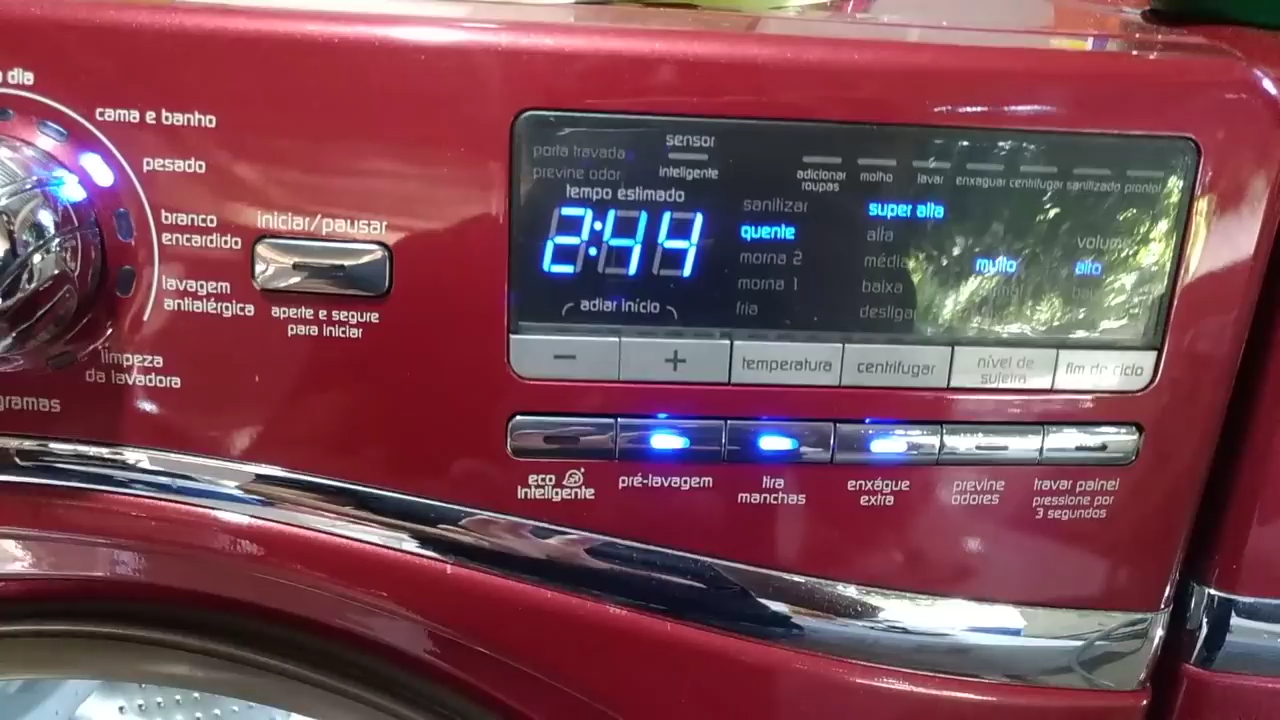 dia
cama e banho
pesado
branco
encardido
lavagem
antialérgica
limpeza
da lavadora
gramas
iniciar/pausar
aperte e segure
para iniciar
porta travada
previne odor
sensor
inteligente
tempo estimado
2:44
adiar início
adicionar
roupas
molho
lavar
enxaguar
centrifugar
sanitizado
pronto!
sanitizar
quente
morna 2
morna 1
fria
super alta
alta
média
baixa
desliga
muito
volume
alto
− +
temperatura
centrifugar
nível de
sujeira
fim de ciclo
eco
inteligente
pré-lavagem
tira
manchas
enxágue
extra
previne
odores
travar painel
pressione por
3 segundos